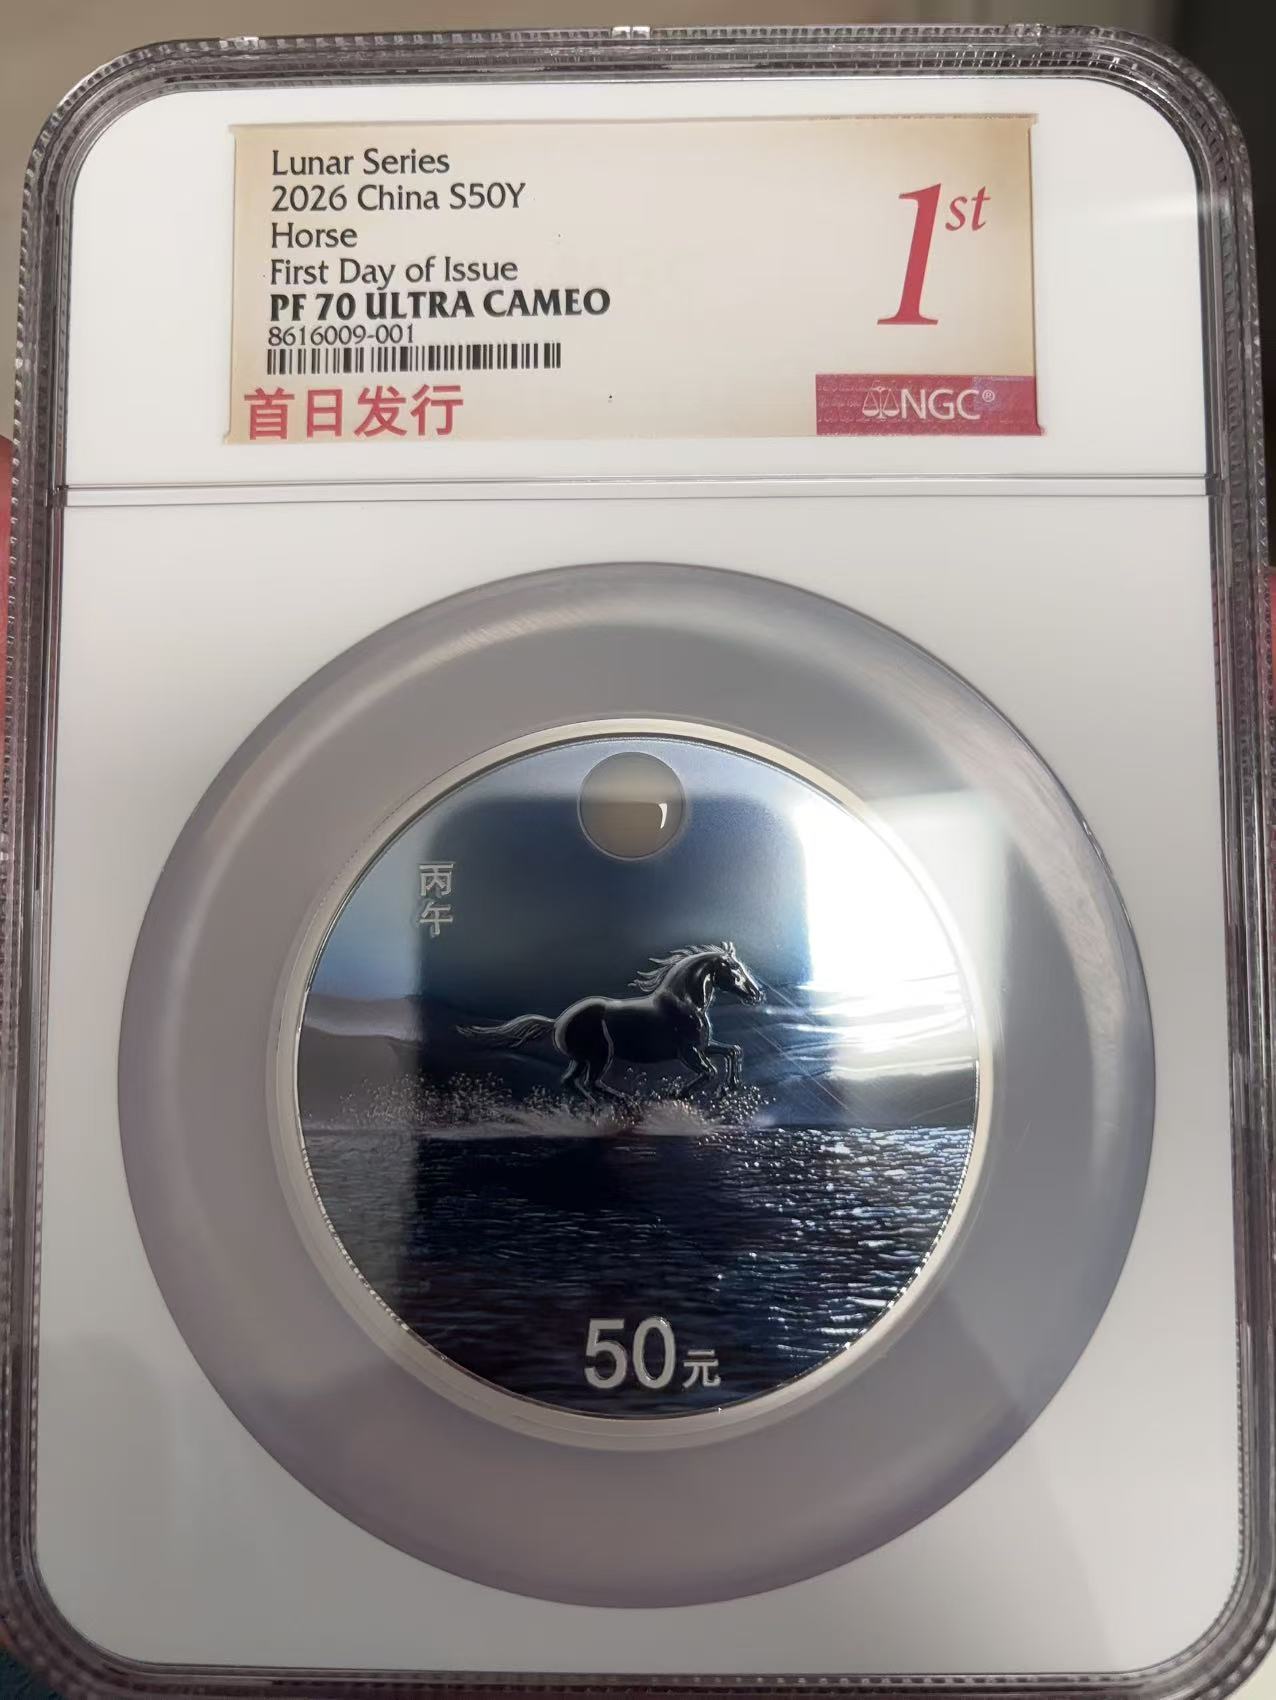 Lunar Series
2026 China S50Y
Horse
First Day of Issue
PF 70 ULTRA CAMEO
8616009-001
首日发行
1st
NGC®
丙
午
50元